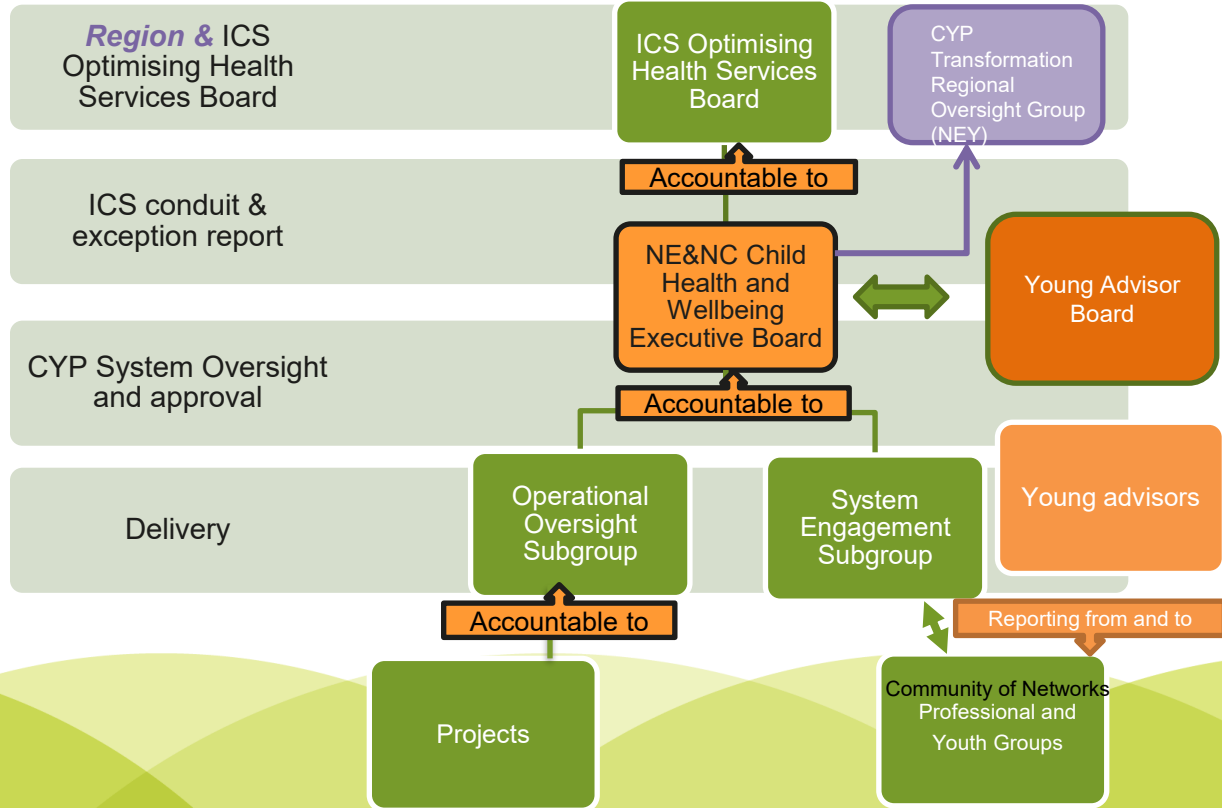 Region & ICS
Optimising Health
Services Board
ICS Optimising
Health Services
Board
CYP
Transformation
Regional
Oversight Group
(NEY)
Accountable to
ICS conduit &
exception report
NE&NC Child
Health and
Wellbeing
Executive Board
Young Advisor
Board
CYP System Oversight
and approval
Accountable to
Delivery
Operational
Oversight
Subgroup
System
Engagement
Subgroup
Young advisors
Accountable to
Reporting from and to
Projects
Community of Networks
Professional and
Youth Groups